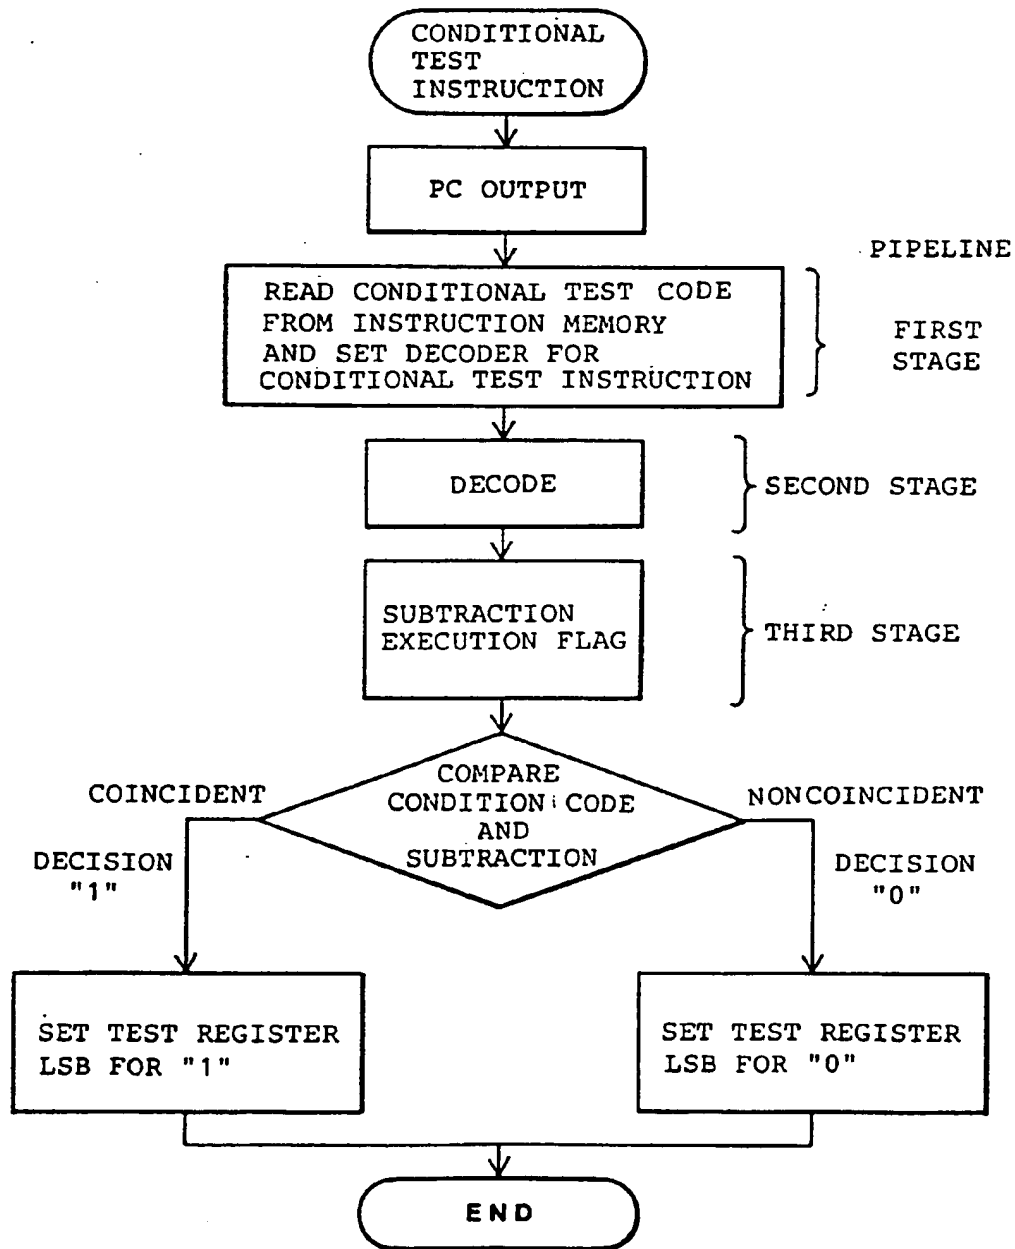 CONDITIONAL
TEST
INSTRUCTION
PC OUTPUT
PIPELINE
READ CONDITIONAL TEST CODE
FROM INSTRUCTION MEMORY
AND SET DECODER FOR
CONDITIONAL TEST INSTRUCTION
FIRST
STAGE
DECODE
SECOND STAGE
SUBTRACTION
EXECUTION FLAG
THIRD STAGE
COMPARE
CONDITION CODE
AND
SUBTRACTION
COINCIDENT
NONCOINCIDENT
DECISION
"1"
DECISION
"0"
SET TEST REGISTER
LSB FOR "1"
SET TEST REGISTER
LSB FOR "0"
END